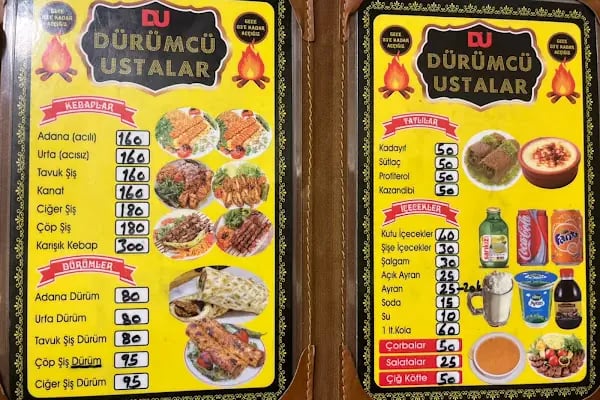 DU
DÜRÜMCÜ
USTALAR
GECE
KADAR
AÇIĞIZ
GECE
KADAR
AÇIĞIZ
KEBAPLAR
Adana (acılı) 160
Urfa (acısız) 160
Tavuk Şiş 160
Kanat 160
Ciğer Şiş 180
Çöp Şiş 180
Karışık Kebap 300
DÜRÜMLER
Adana Dürüm 80
Urfa Dürüm 80
Tavuk Şiş Dürüm 80
Çöp Şiş Dürüm 95
Ciğer Şiş Dürüm 95
DU
DÜRÜMCÜ
USTALAR
GECE
KADAR
AÇIĞIZ
GECE
KADAR
AÇIĞIZ
TATLILAR
Kadayıf 50
Sütlaç 50
Profiterol 50
Kazandibi 50
İÇECEKLER
Kutu İçecekler 40
Şişe İçecekler 30
Şalgam 30
Açık Ayran 25
Ayran 25
Soda 15
Su 10
1 lt.Kola 60
Çorbalar 50
Salatalar 25
Çiğ Köfte 50
Coca-Cola
Fanta
Ayran